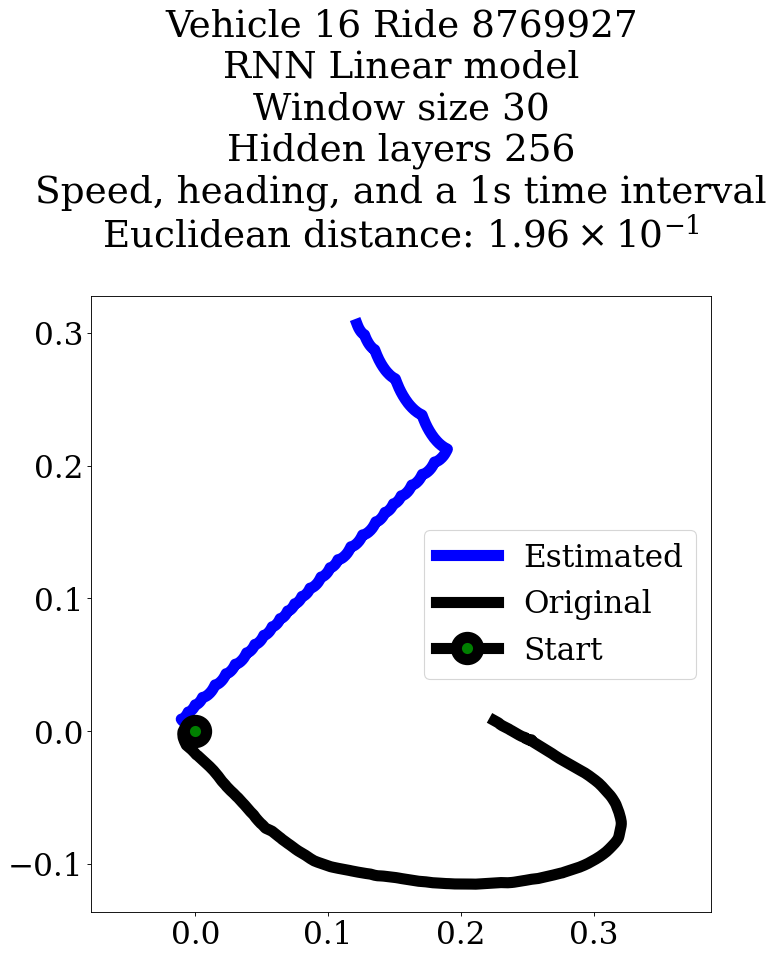 Vehicle 16 Ride 8769927
RNN Linear model
Window size 30
Hidden layers 256
Speed, heading, and a 1s time interval
Euclidean distance: 1.96 × 10⁻¹
0.3
0.2
0.1
0.0
−0.1
Estimated
Original
Start
0.0 0.1 0.2 0.3